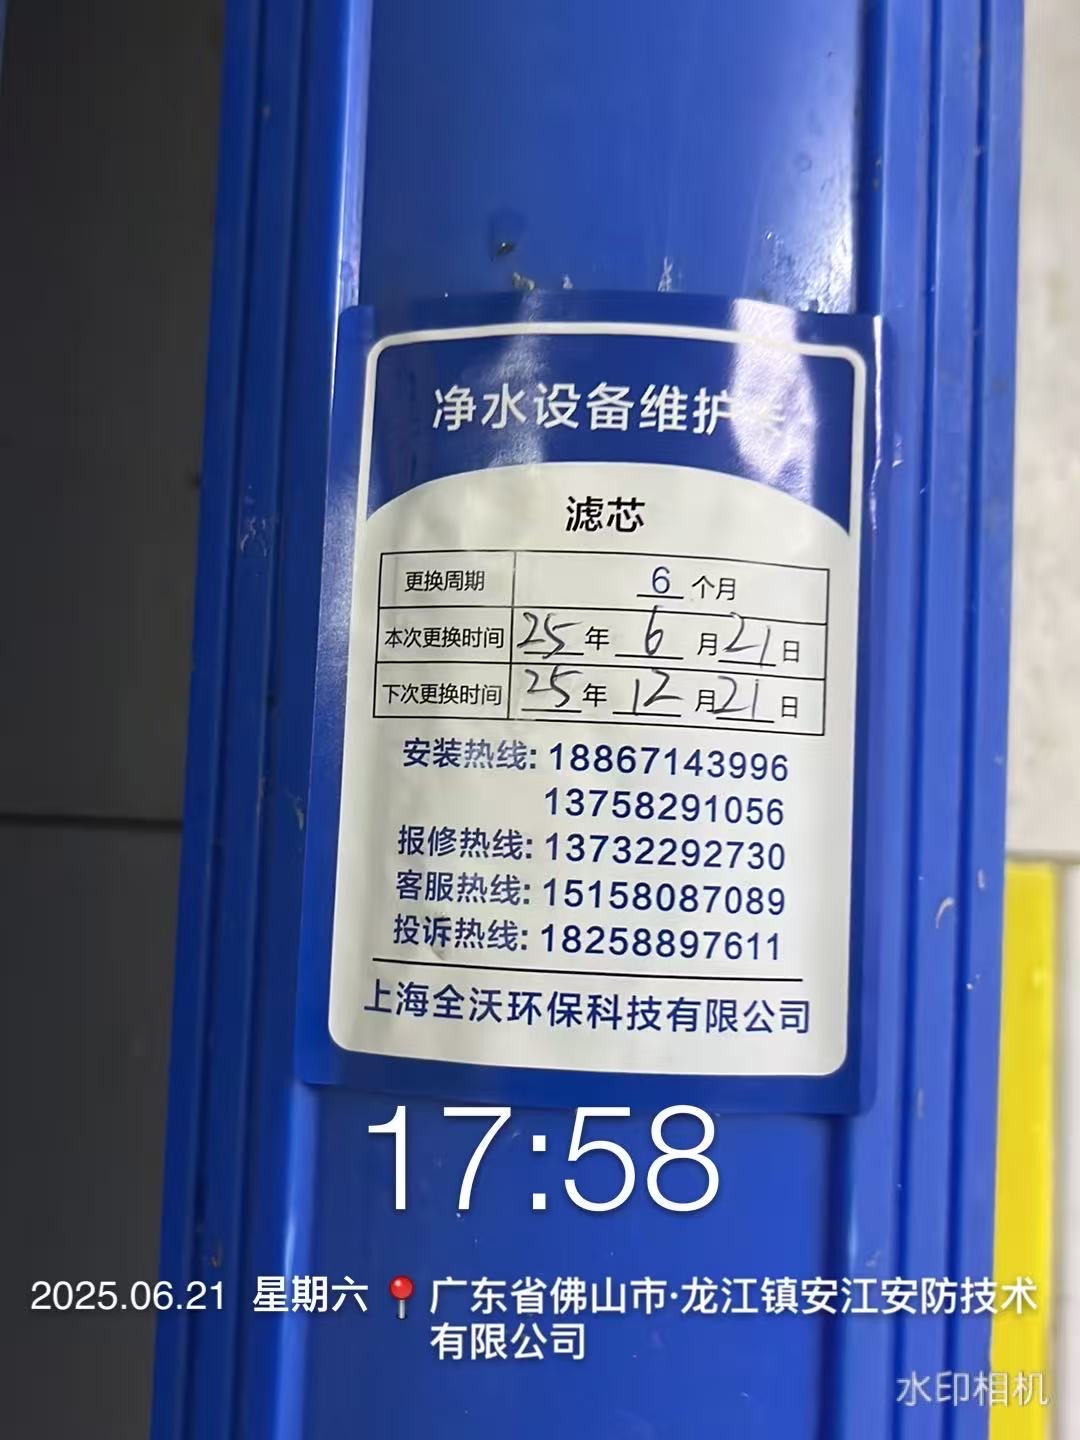 净水设备维护卡
滤芯
更换周期 6 个月
本次更换时间 25 年 6 月 21 日
下次更换时间 25 年 12 月 21 日
安装热线: 18867143996
13758291056
报修热线: 13732292730
客服热线: 15158087089
投诉热线: 18258897611
上海全沃环保科技有限公司
17:58
2025.06.21 星期六 📍广东省佛山市·龙江镇安江安防技术
有限公司
水印相机